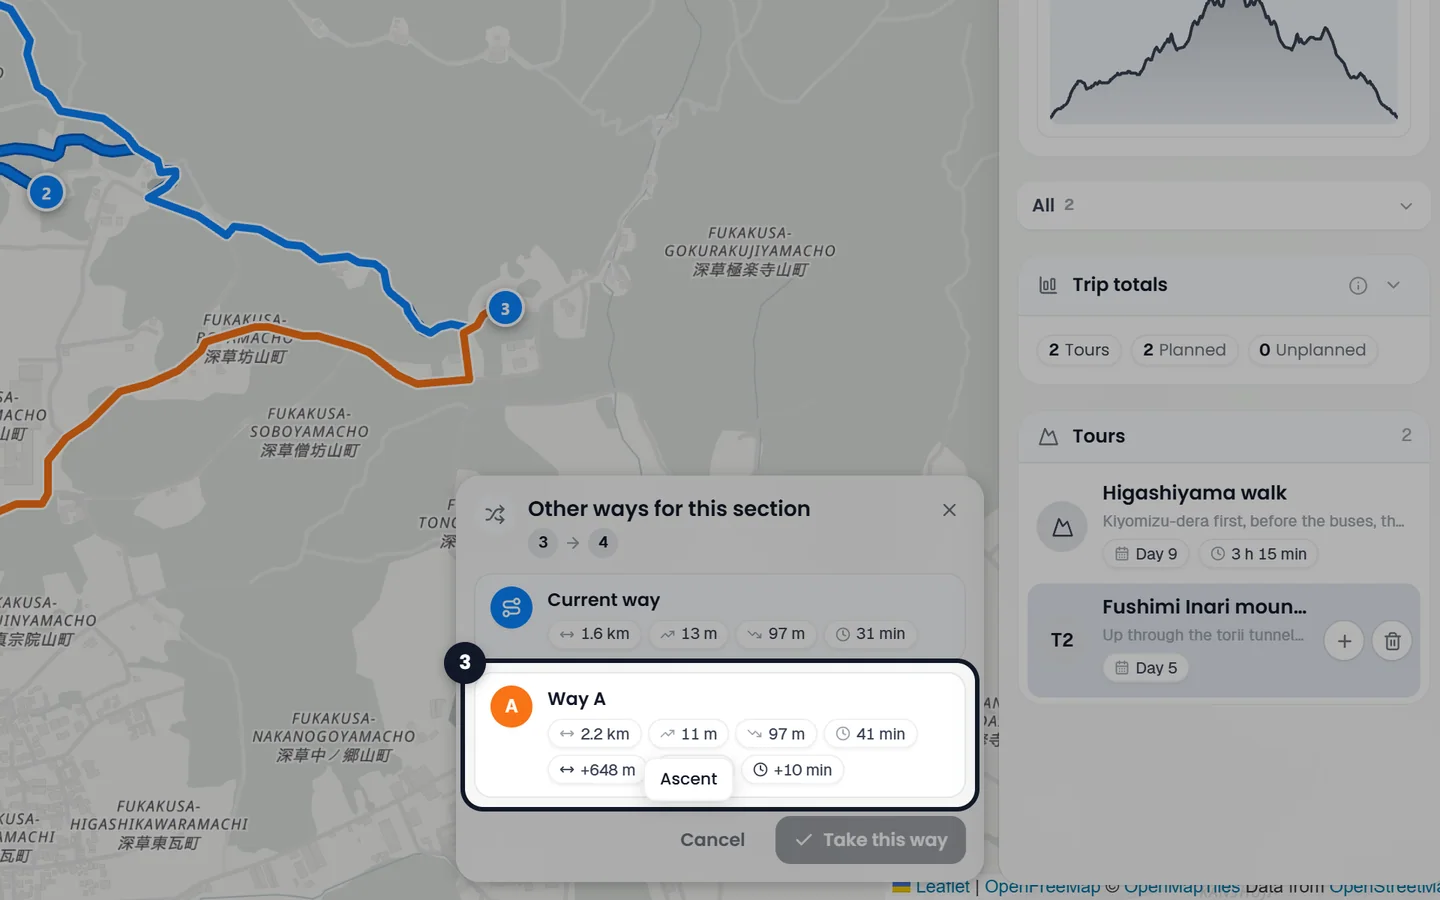 2
3
FUKAKUSA-
GOKURAKUJIYAMACHO
深草極楽寺山町
FUKAKUSA-
深草坊山町
FUKAKUSA-
SOBOYAMACHO
深草僧坊山町
FUKAKUSA-
NAKANOGOYAMACHO
深草中ノ郷山町
FUKAKUSA-
HIGASHIKAWARAMACHI
深草東瓦町
Other ways for this section
3 → 4
Current way
1.6 km 13 m 97 m 31 min
3
A Way A
2.2 km 11 m 97 m 41 min
+648 m +10 min
Ascent
Cancel Take this way
All 2
Trip totals
2 Tours 2 Planned 0 Unplanned
Tours 2
Higashiyama walk
Kiyomizu-dera first, before the buses, th…
Day 9 3 h 15 min
T2
Fushimi Inari moun…
Up through the torii tunnel…
Day 5
Leaflet | OpenFreeMap © OpenMapTiles Data from OpenStreetMa